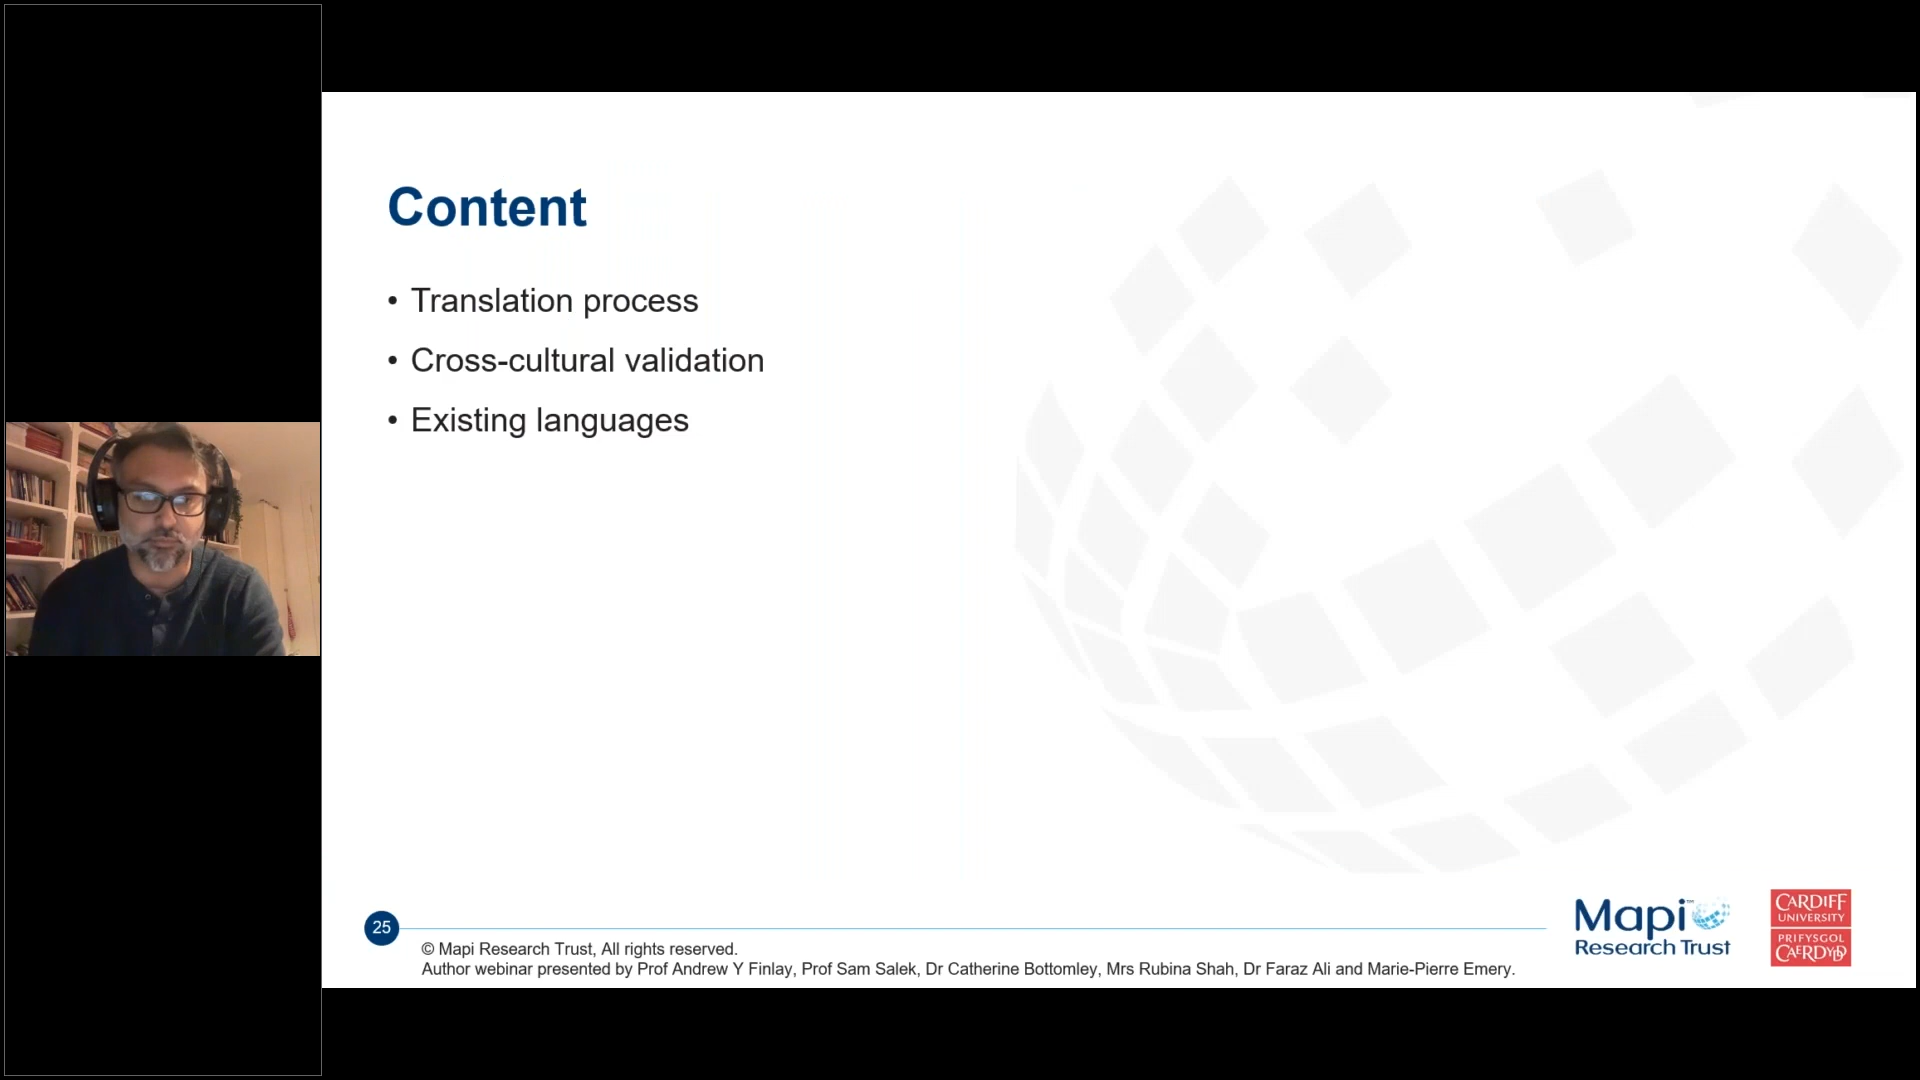 Content
• Translation process
• Cross-cultural validation
• Existing languages
25
© Mapi Research Trust, All rights reserved.
Author webinar presented by Prof Andrew Y Finlay, Prof Sam Salek, Dr Catherine Bottomley, Mrs Rubina Shah, Dr Faraz Ali and Marie-Pierre Emery.
Mapi™
Research Trust
CARDIFF
UNIVERSITY
PRIFYSGOL
CAERDYDD